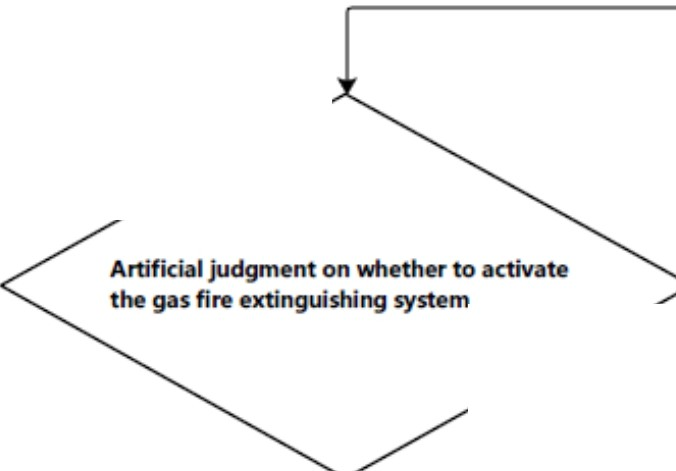 Artificial judgment on whether to activate
the gas fire extinguishing system